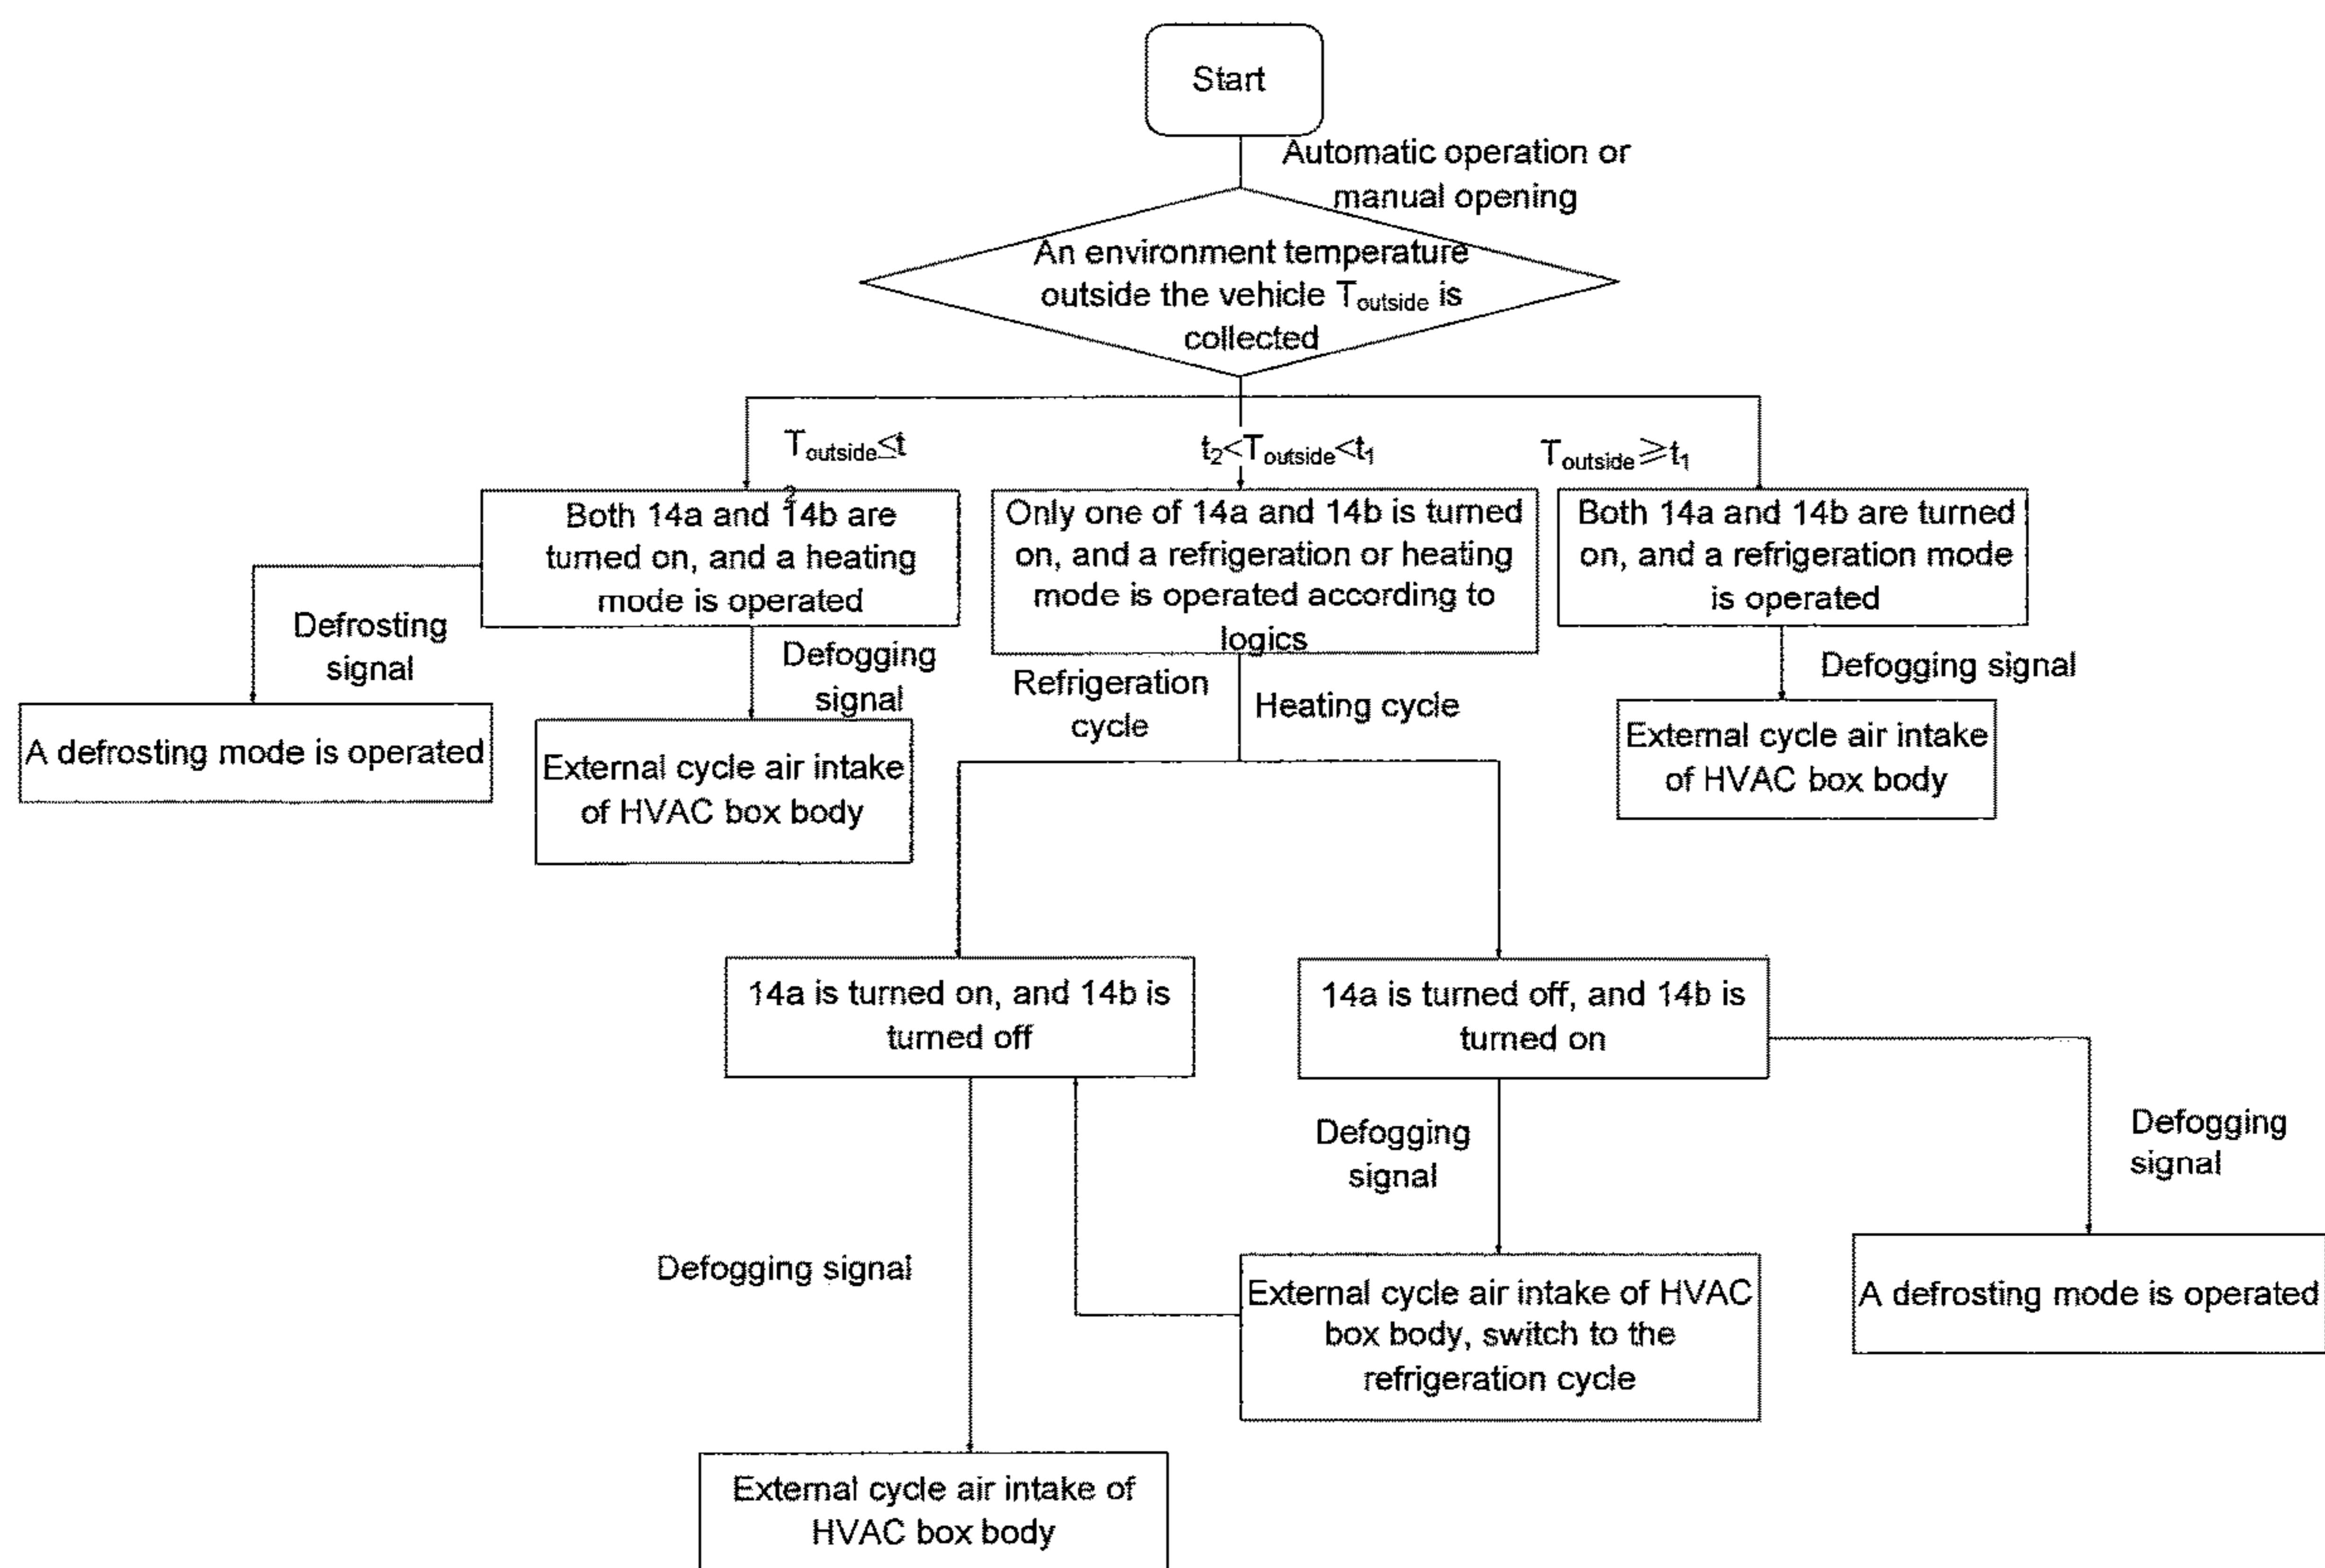 Start
Automatic operation or
manual opening
An environment temperature
outside the vehicle Toutside is
collected
Toutside≤t
2
t2<Toutside<t1
Toutside≥t1
Both 14a and 14b are
turned on, and a heating
mode is operated
Only one of 14a and 14b is turned
on, and a refrigeration or heating
mode is operated according to
logics
Both 14a and 14b are turned
on, and a refrigeration mode
is operated
Defrosting
signal
Defogging
signal
Refrigeration
cycle
Heating cycle
Defogging signal
A defrosting mode is operated
External cycle air intake
of HVAC box body
External cycle air intake
of HVAC box body
14a is turned on, and 14b is
turned off
14a is turned off, and 14b is
turned on
Defogging signal
Defogging
signal
Defogging
signal
External cycle air intake of HVAC
box body, switch to the
refrigeration cycle
A defrosting mode is operated
External cycle air intake of
HVAC box body